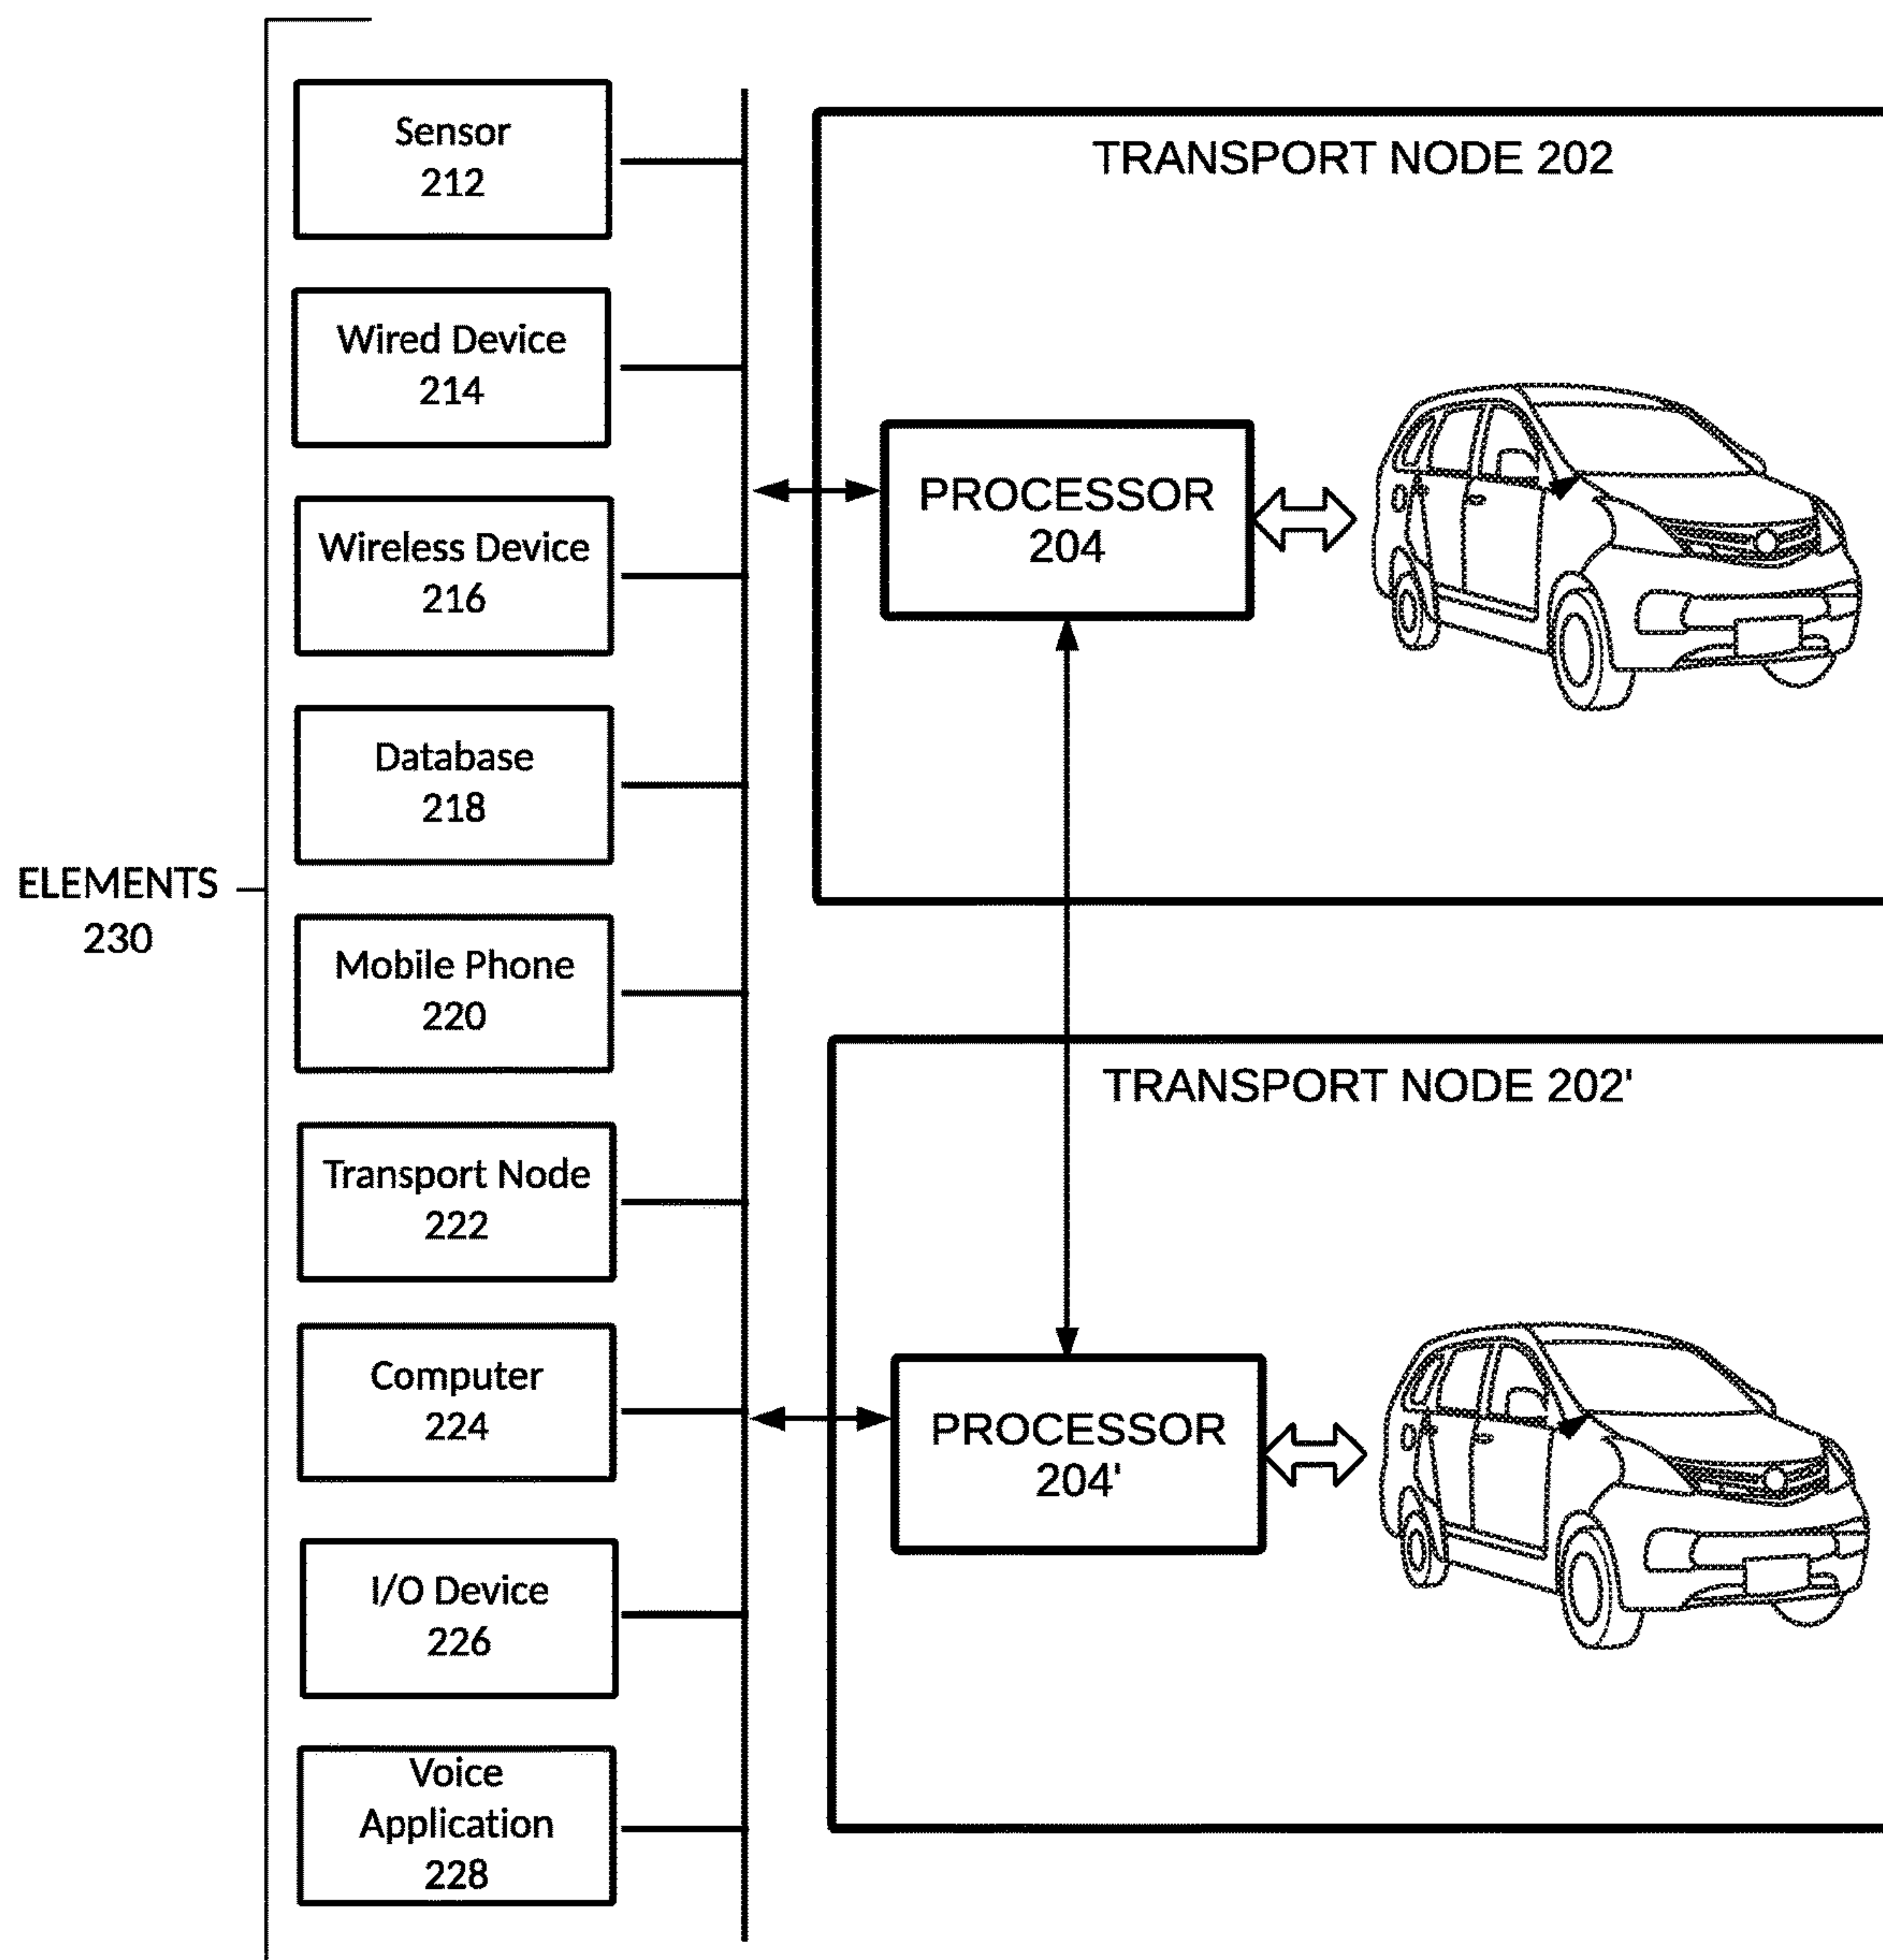 Sensor
212
Wired Device
214
Wireless Device
216
Database
218
ELEMENTS
230
Mobile Phone
220
Transport Node
222
Computer
224
I/O Device
226
Voice
Application
228
TRANSPORT NODE 202
PROCESSOR
204
TRANSPORT NODE 202'
PROCESSOR
204'